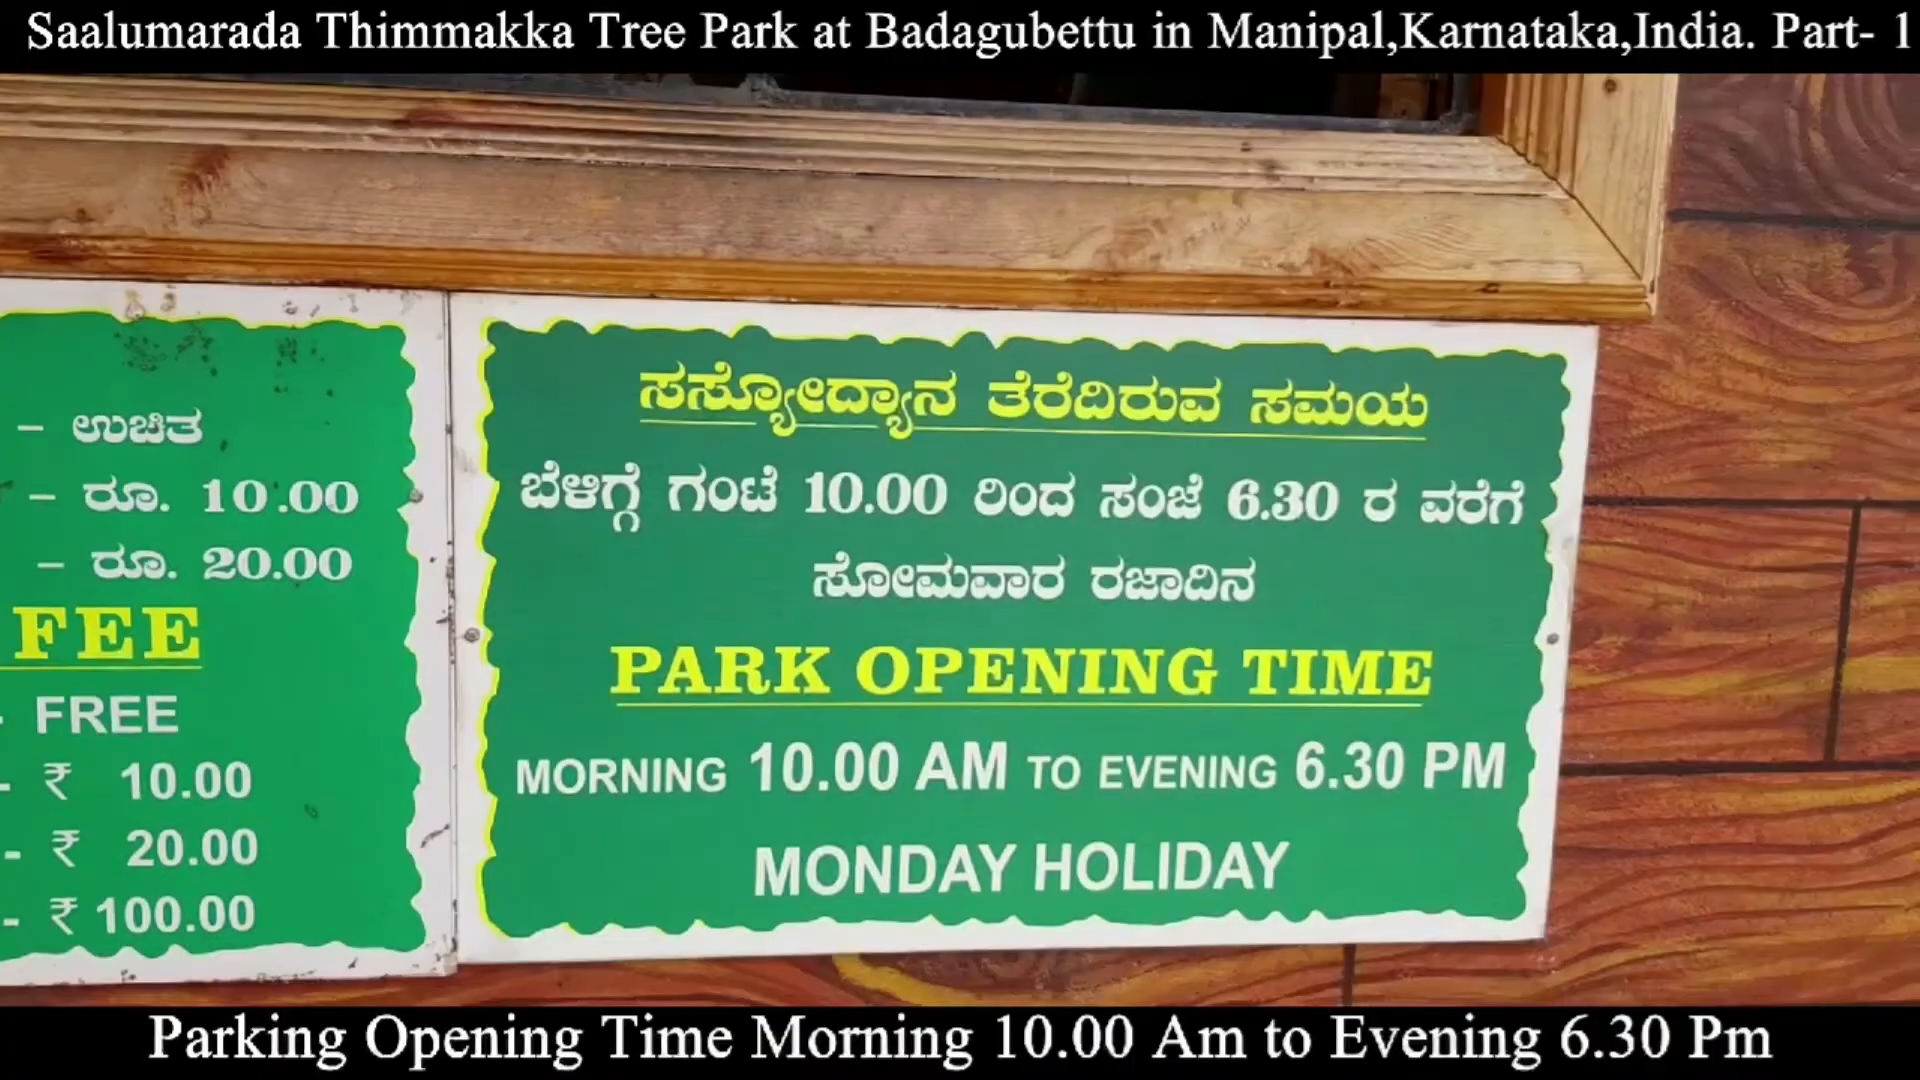 Saalumarada Thimmakka Tree Park at Badagubettu in Manipal,Karnataka,India. Part- 1
– ಉಚಿತ
– ರೂ. 10.00
– ರೂ. 20.00
FEE
- FREE
- ₹ 10.00
- ₹ 20.00
- ₹ 100.00
ಸಸ್ಯೋದ್ಯಾನ ತೆರೆದಿರುವ ಸಮಯ
ಬೆಳಿಗ್ಗೆ ಗಂಟೆ 10.00 ರಿಂದ ಸಂಜೆ 6.30 ರ ವರೆಗೆ
ಸೋಮವಾರ ರಜಾದಿನ
PARK OPENING TIME
MORNING 10.00 AM TO EVENING 6.30 PM
MONDAY HOLIDAY
Parking Opening Time Morning 10.00 Am to Evening 6.30 Pm